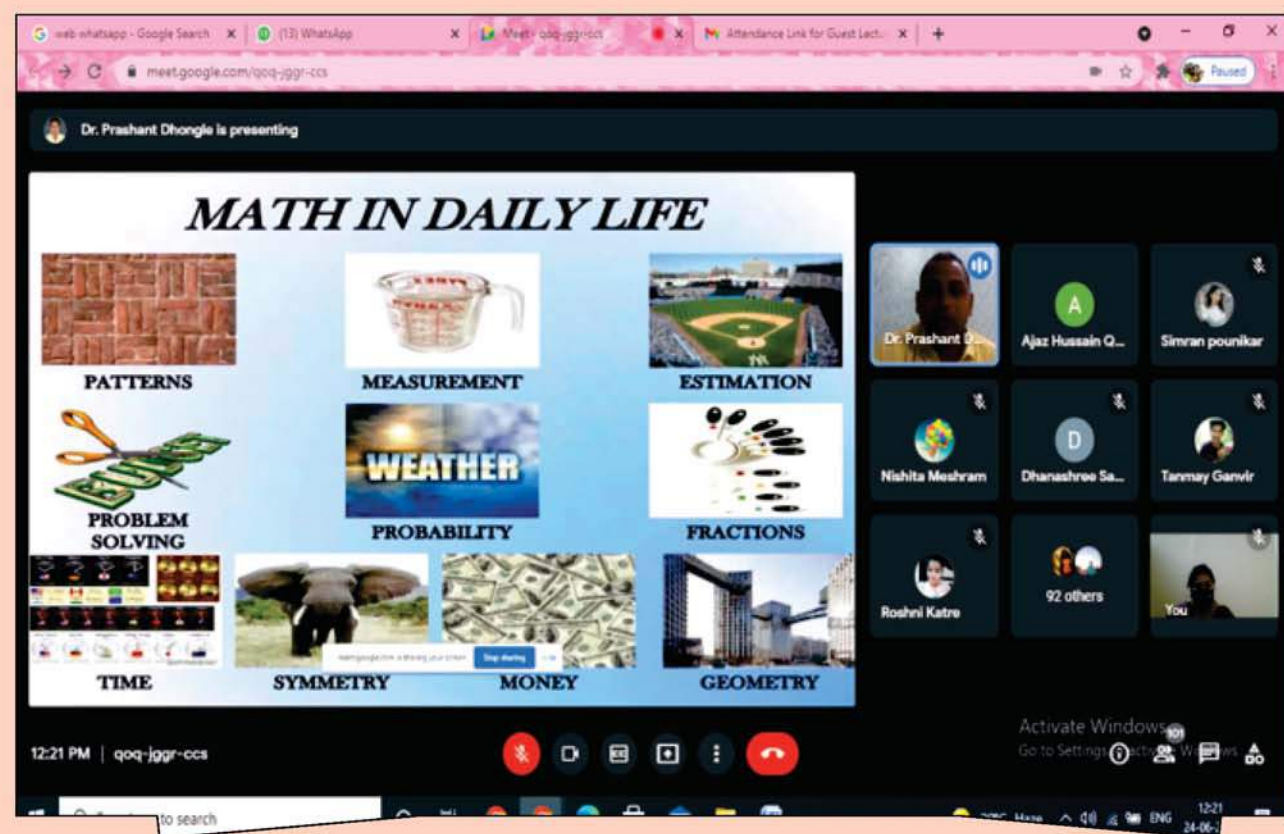 web whatsapp - Google Search
(13) WhatsApp
Meet - qoq-jggr-ccs
Attendance Link for Guest Lect
meet.google.com/qoq-jggr-ccs
Paused
Dr. Prashant Dhongle is presenting
MATH IN DAILY LIFE
PATTERNS
MEASUREMENT
ESTIMATION
WEATHER
PROBLEM
SOLVING
PROBABILITY
FRACTIONS
Stop sharing
TIME
SYMMETRY
MONEY
GEOMETRY
Dr. Prashant D...
A
Ajaz Hussain Q...
Simran pounikar
Nishita Meshram
D
Dhanashree Sa...
Tanmay Ganvir
Roshni Katre
92 others
You
Activate Windows
Go to Settings
101
12:21 PM | qoq-jggr-ccs
to search
Haze
ENG
12:21
24-06-